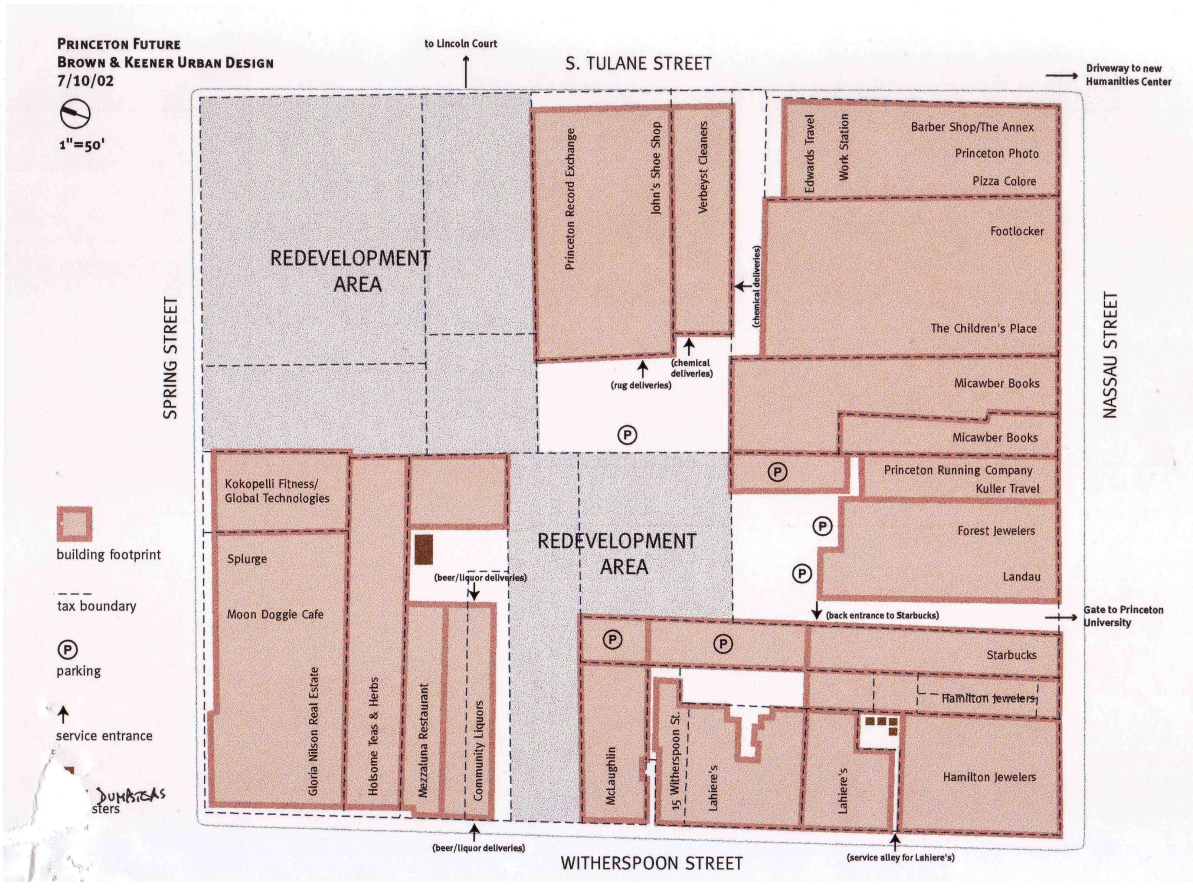 PRINCETON FUTURE
BROWN & KEENER URBAN DESIGN
7/10/02
1"=50'
to Lincoln Court
S. TULANE STREET
Driveway to new
Humanities Center
SPRING STREET
NASSAU STREET
WITHERSPOON STREET
REDEVELOPMENT
AREA
Princeton Record Exchange
John's Shoe Shop
Verbeyst Cleaners
(chemical deliveries)
(chemical
deliveries)
(rug deliveries)
P
Edwards Travel
Work Station
Barber Shop/The Annex
Princeton Photo
Pizza Colore
Footlocker
The Children's Place
Micawber Books
Micawber Books
P
Princeton Running Company
Kuller Travel
P
Forest Jewelers
P
Landau
(back entrance to Starbucks)
Gate to Princeton
University
Kokopelli Fitness/
Global Technologies
Splurge
Moon Doggie Cafe
Gloria Nilson Real Estate
Holsome Teas & Herbs
(beer/liquor deliveries)
Mezzaluna Restaurant
Community Liquors
(beer/liquor deliveries)
REDEVELOPMENT
AREA
P
P
Starbucks
Hamilton Jewelers
McLaughlin
15 Witherspoon St.
Lahiere's
Lahiere's
Hamilton Jewelers
(service alley for Lahiere's)
building footprint
tax boundary
P
parking
service entrance
DUMPSTERS
sters